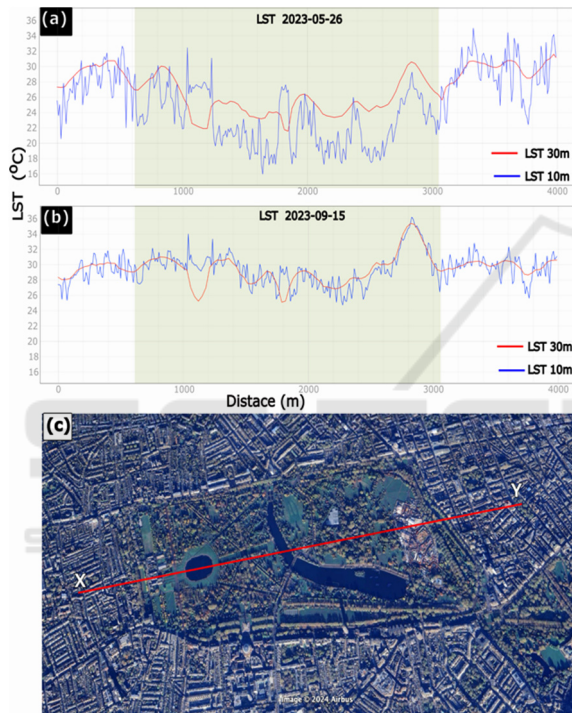 (a)
LST 2023-05-26
36
34
32
30
28
26
24
22
20
18
16
0 1000 2000 3000 4000
LST 30m
LST 10m
LST (°C)
(b)
LST 2023-09-15
36
34
32
30
28
26
24
22
20
18
16
0 1000 2000 3000 4000
LST 30m
LST 10m
Distace (m)
(c)
X
Y
Image © 2024 Airbus